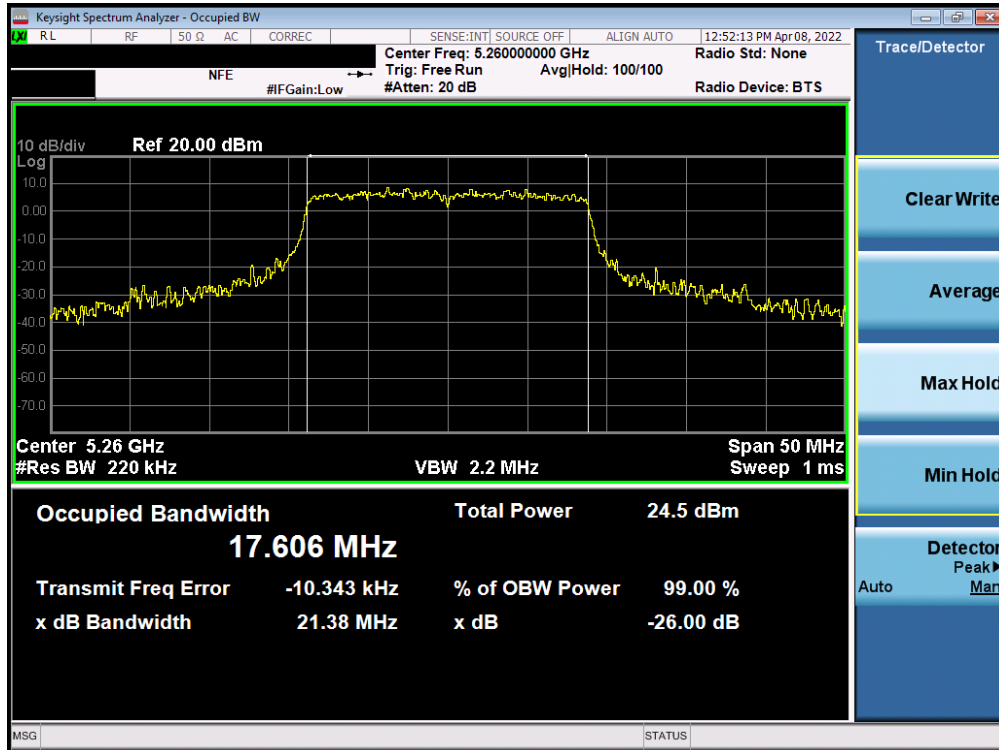 Keysight Spectrum Analyzer - Occupied BW
LXI RL RF 50 Ω AC CORREC SENSE:INT SOURCE OFF ALIGN AUTO 12:52:13 PM Apr 08, 2022
Center Freq: 5.260000000 GHz Radio Std: None
NFE Trig: Free Run Avg|Hold: 100/100
#IFGain:Low #Atten: 20 dB Radio Device: BTS
Trace/Detector
10 dB/div Ref 20.00 dBm
Log
10.0
0.00
-10.0
-20.0
-30.0
-40.0
-50.0
-60.0
-70.0
Center 5.26 GHz Span 50 MHz
#Res BW 220 kHz VBW 2.2 MHz Sweep 1 ms
Occupied Bandwidth Total Power 24.5 dBm
17.606 MHz
Transmit Freq Error -10.343 kHz % of OBW Power 99.00 %
x dB Bandwidth 21.38 MHz x dB -26.00 dB
Clear Write
Average
Max Hold
Min Hold
Detector
Peak
Auto Man
MSG STATUS